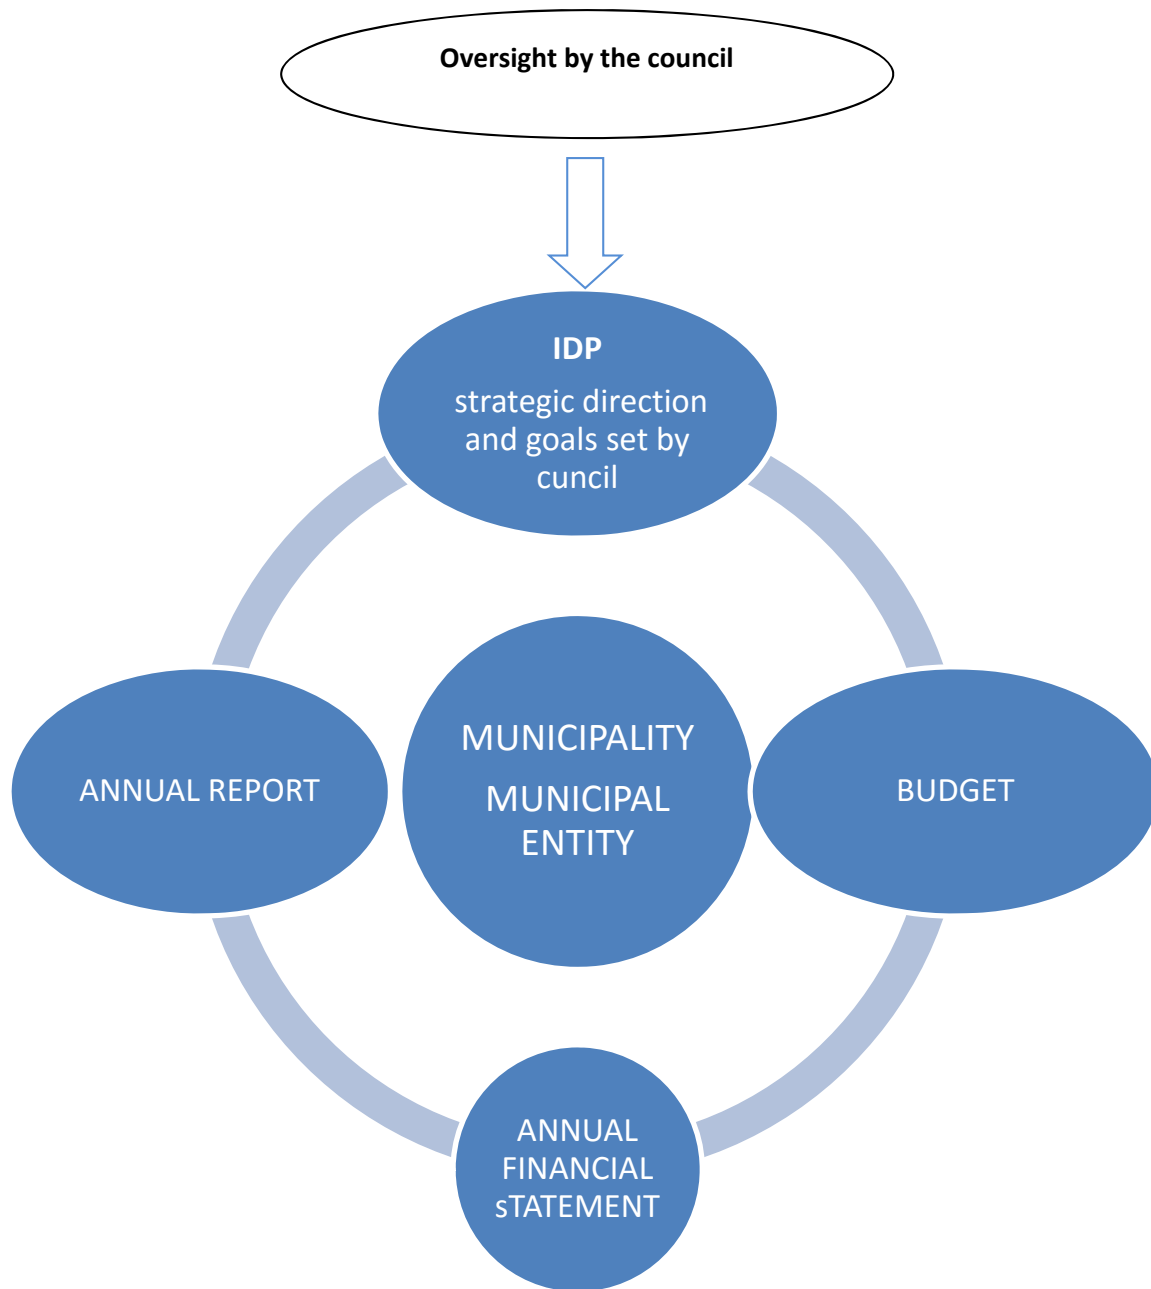 Oversight by the council
IDP
strategic direction
and goals set by
cuncil
MUNICIPALITY
MUNICIPAL
ENTITY
ANNUAL REPORT
BUDGET
ANNUAL
FINANCIAL
sTATEMENT